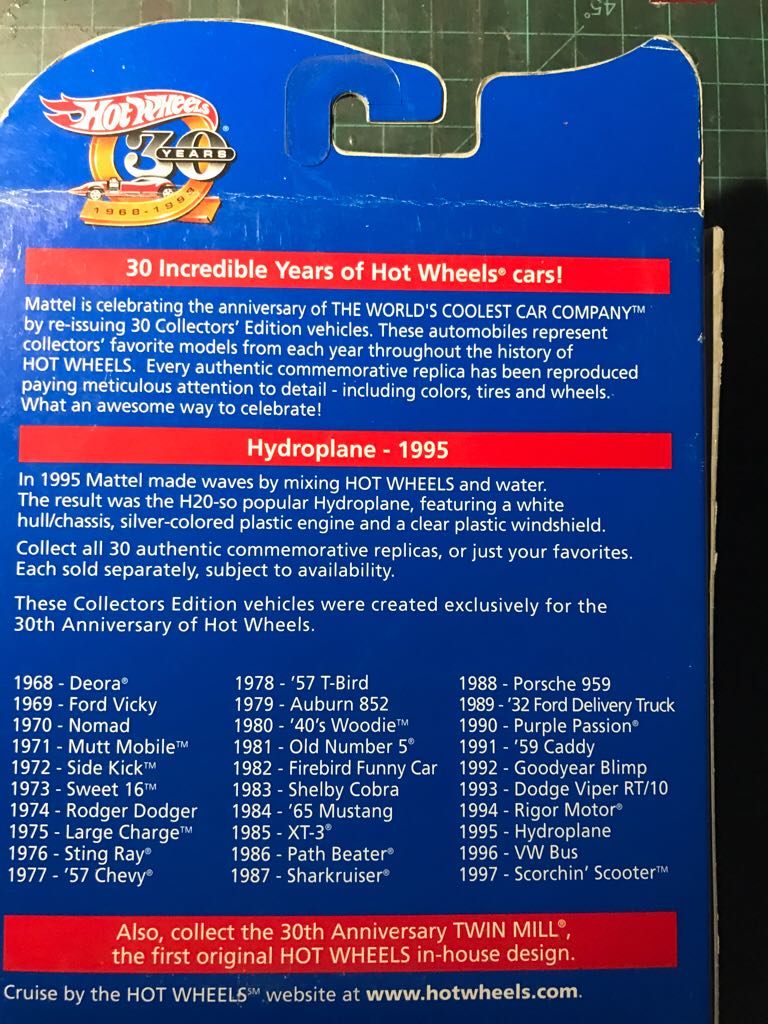 45°
Hot Wheels®
30
YEARS
1968-1998
30 Incredible Years of Hot Wheels® cars!
Mattel is celebrating the anniversary of THE WORLD'S COOLEST CAR COMPANY™
by re-issuing 30 Collectors' Edition vehicles. These automobiles represent
collectors' favorite models from each year throughout the history of
HOT WHEELS. Every authentic commemorative replica has been reproduced
paying meticulous attention to detail - including colors, tires and wheels.
What an awesome way to celebrate!
Hydroplane - 1995
In 1995 Mattel made waves by mixing HOT WHEELS and water.
The result was the H20-so popular Hydroplane, featuring a white
hull/chassis, silver-colored plastic engine and a clear plastic windshield.
Collect all 30 authentic commemorative replicas, or just your favorites.
Each sold separately, subject to availability.
These Collectors Edition vehicles were created exclusively for the
30th Anniversary of Hot Wheels.
1968 - Deora®
1969 - Ford Vicky
1970 - Nomad
1971 - Mutt Mobile™
1972 - Side Kick™
1973 - Sweet 16™
1974 - Rodger Dodger
1975 - Large Charge™
1976 - Sting Ray®
1977 - '57 Chevy®
1978 - '57 T-Bird
1979 - Auburn 852
1980 - '40's Woodie™
1981 - Old Number 5®
1982 - Firebird Funny Car
1983 - Shelby Cobra
1984 - '65 Mustang
1985 - XT-3®
1986 - Path Beater®
1987 - Sharkruiser®
1988 - Porsche 959
1989 - '32 Ford Delivery Truck
1990 - Purple Passion®
1991 - '59 Caddy
1992 - Goodyear Blimp
1993 - Dodge Viper RT/10
1994 - Rigor Motor®
1995 - Hydroplane
1996 - VW Bus
1997 - Scorchin' Scooter™
Also, collect the 30th Anniversary TWIN MILL®,
the first original HOT WHEELS in-house design.
Cruise by the HOT WHEELS℠ website at www.hotwheels.com.